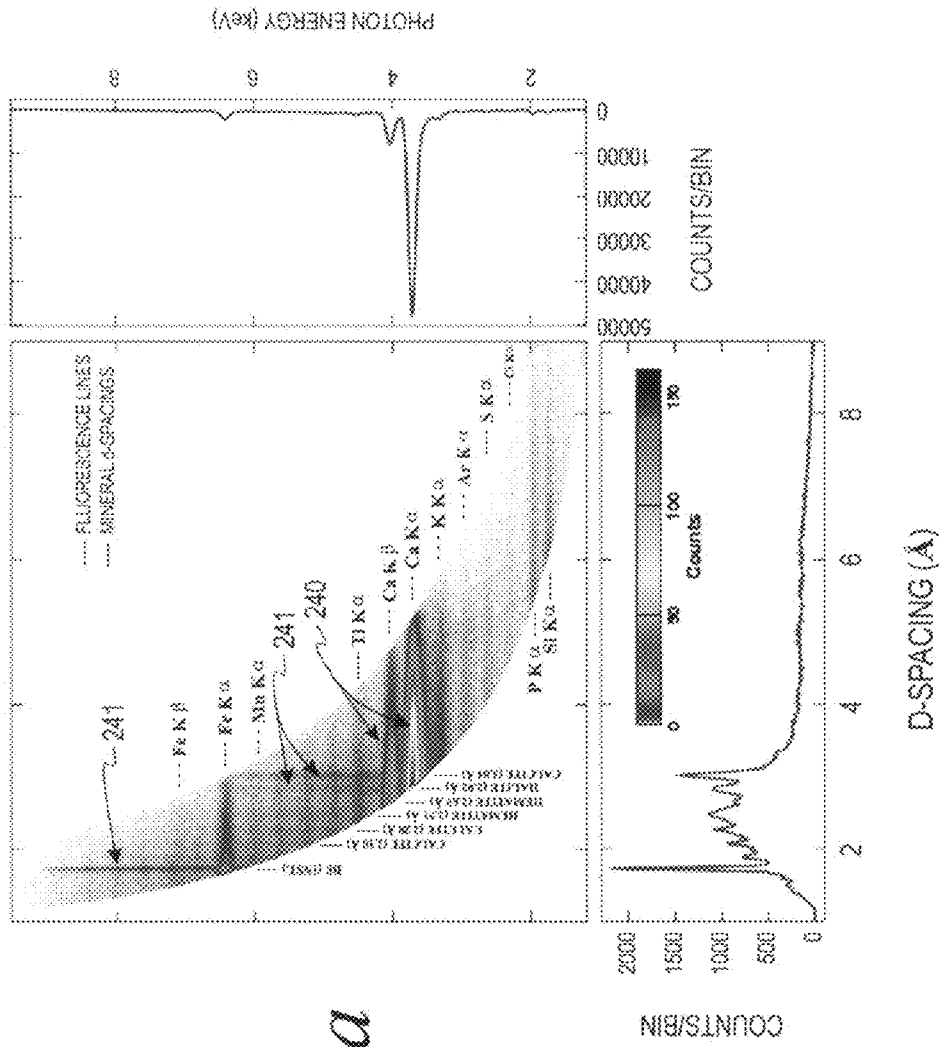 a
FLUORESCENCE LINES
MINERAL d-SPACINGS
241
Fe K β
Fe K α
Mn K α
241
240
TI K α
Ca K β
Ca K α
K K α
Ar K α
S K α
P K α
SI K α
BE (INST.)
CALCITE
CALCITE
HEMATITE
HEMATITE
HALITE
CALCITE
PHOTON ENERGY (keV)
8
6
4
2
0
10000
20000
30000
40000
50000
COUNTS/BIN
2000
1500
1000
500
0
COUNTS/BIN
0
50
100
150
Counts
2
4
6
8
D-SPACING (Å)